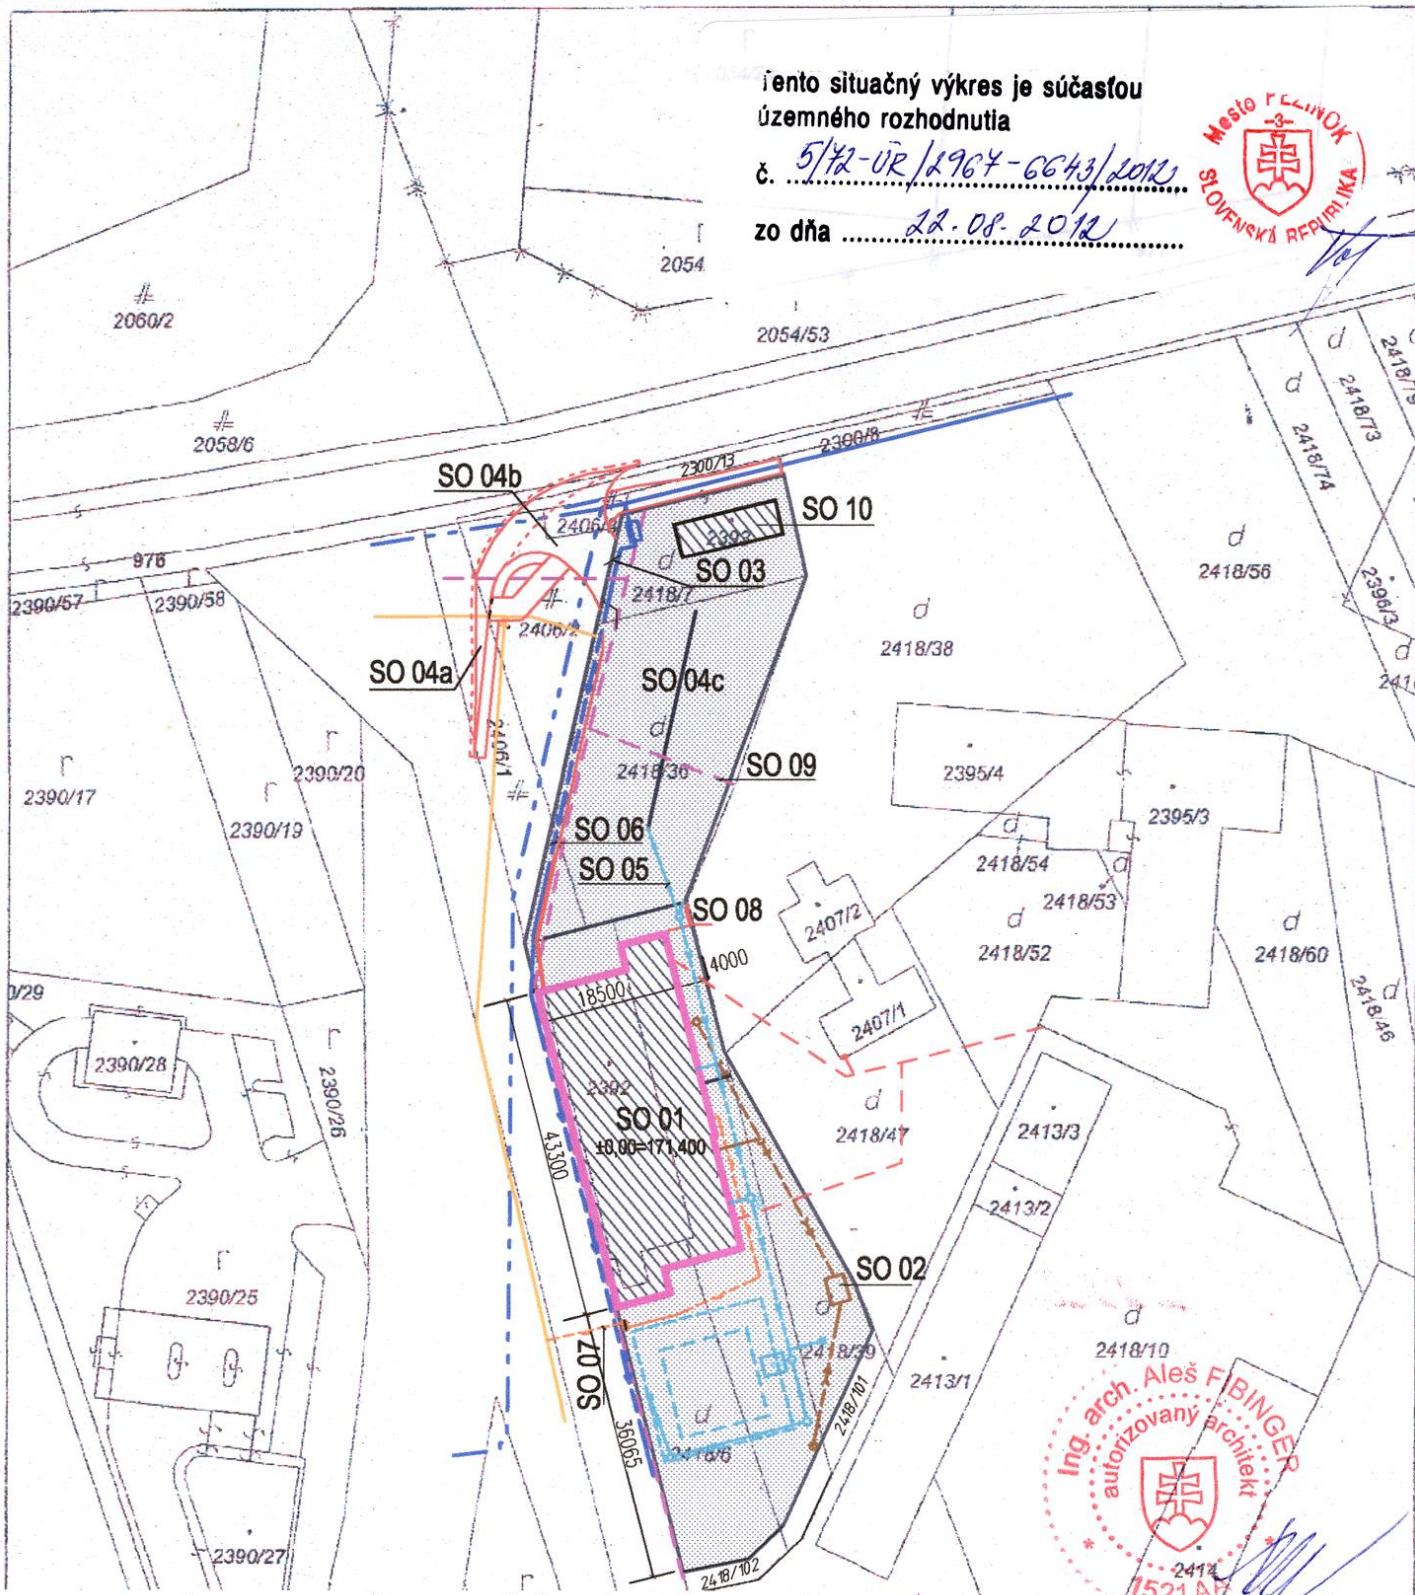 Tento situačný výkres je súčasťou
územného rozhodnutia
č. 5/72-ÚR/2967-6643/2012
zo dňa 22.08.2012
Mesto PEZINOK
-3-
SLOVENSKÁ REPUBLIKA
2060/2
2054
2054/53
2058/6
2418/73
2418/74
2300/8
2300/13
SO 04b
SO 10
2406/2
2393
976
SO 03
2418/7
2418/56
2396/3
2390/57
2390/58
2406/2
2418/38
SO 04a
SO 04c
2406/1
2390/20
2390/17
2390/19
2418/36
SO 09
2395/4
2395/3
SO 06
SO 05
2418/54
2418/53
SO 08
2407/2
2418/52
2418/60
4000
18500
2407/1
2418/46
2390/28
2390/26
2392
SO 01
±0,00=171,400
43300
2418/47
2413/3
2413/2
2390/25
SO 02
SO 07
2418/39
2413/1
2418/10
2418/101
36065
2418/6
2390/27
2418/102
2414
Ing. arch. Aleš FIBINGER
autorizovaný architekt